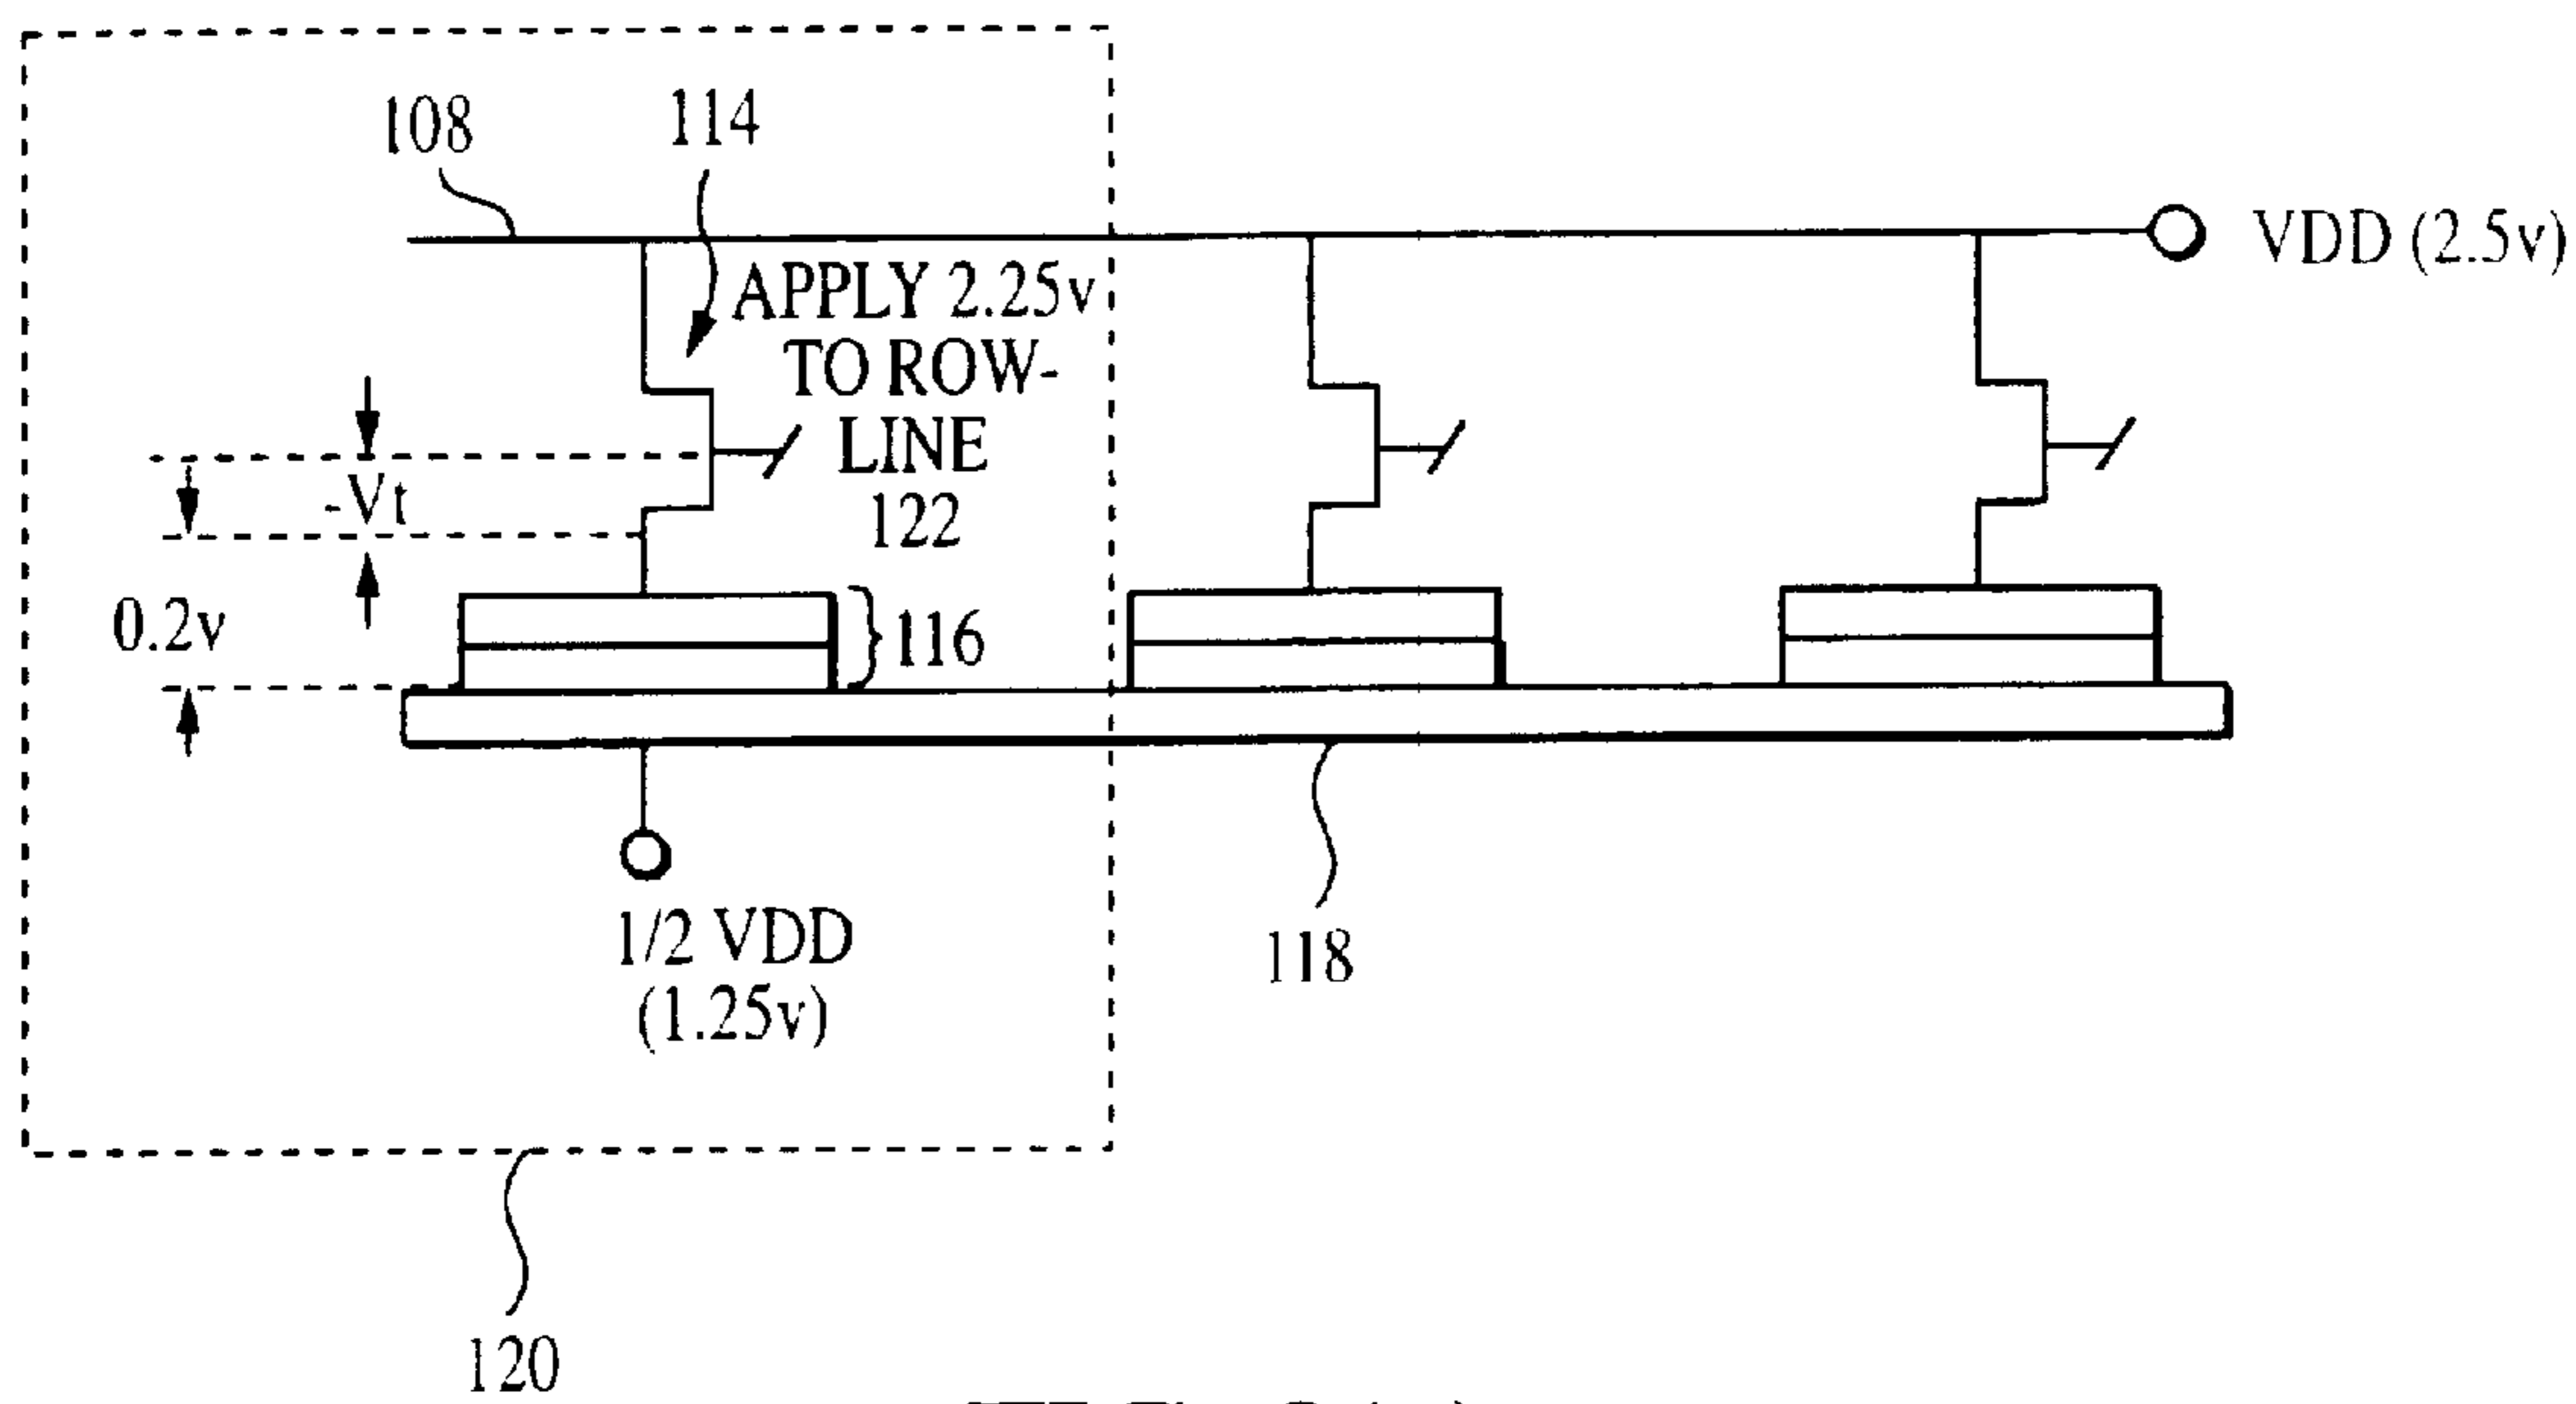 108
114
VDD (2.5v)
APPLY 2.25v
TO ROW-
LINE
122
-Vt
0.2v
116
1/2 VDD
(1.25v)
118
120